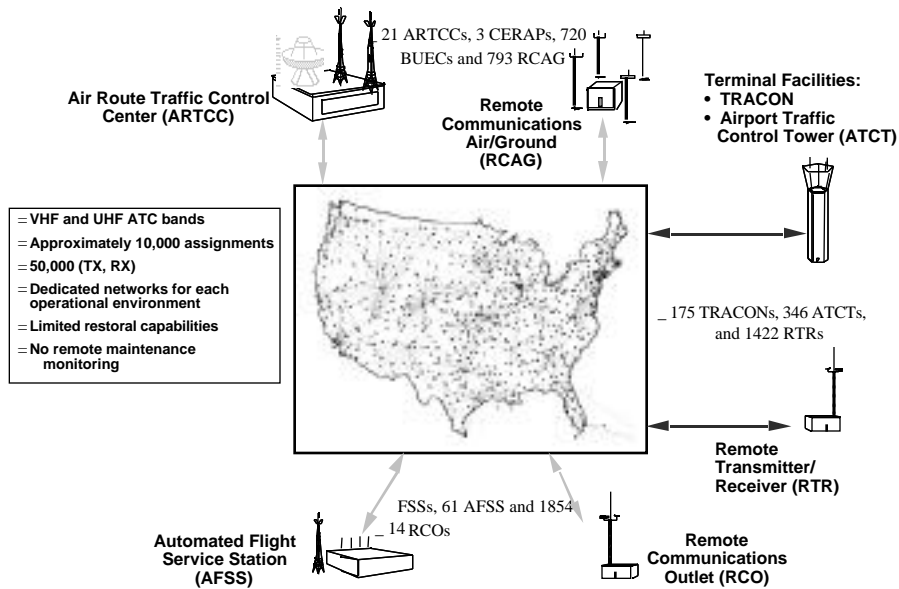 _ 21 ARTCCs, 3 CERAPs, 720
BUECs and 793 RCAG
Air Route Traffic Control
Center (ARTCC)
Remote
Communications
Air/Ground
(RCAG)
Terminal Facilities:
• TRACON
• Airport Traffic
Control Tower (ATCT)
= VHF and UHF ATC bands
= Approximately 10,000 assignments
= 50,000 (TX, RX)
= Dedicated networks for each
operational environment
= Limited restoral capabilities
= No remote maintenance
monitoring
_ 175 TRACONs, 346 ATCTs,
and 1422 RTRs
Remote
Transmitter/
Receiver (RTR)
FSSs, 61 AFSS and 1854
_ 14 RCOs
Automated Flight
Service Station
(AFSS)
Remote
Communications
Outlet (RCO)